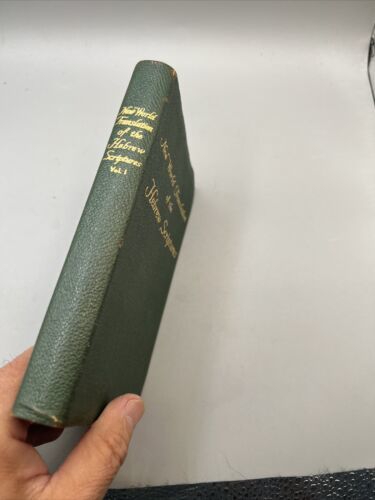 New World
Translation
of the
Hebrew
Scriptures
Vol. I
New World Translation
of the
Hebrew Scriptures